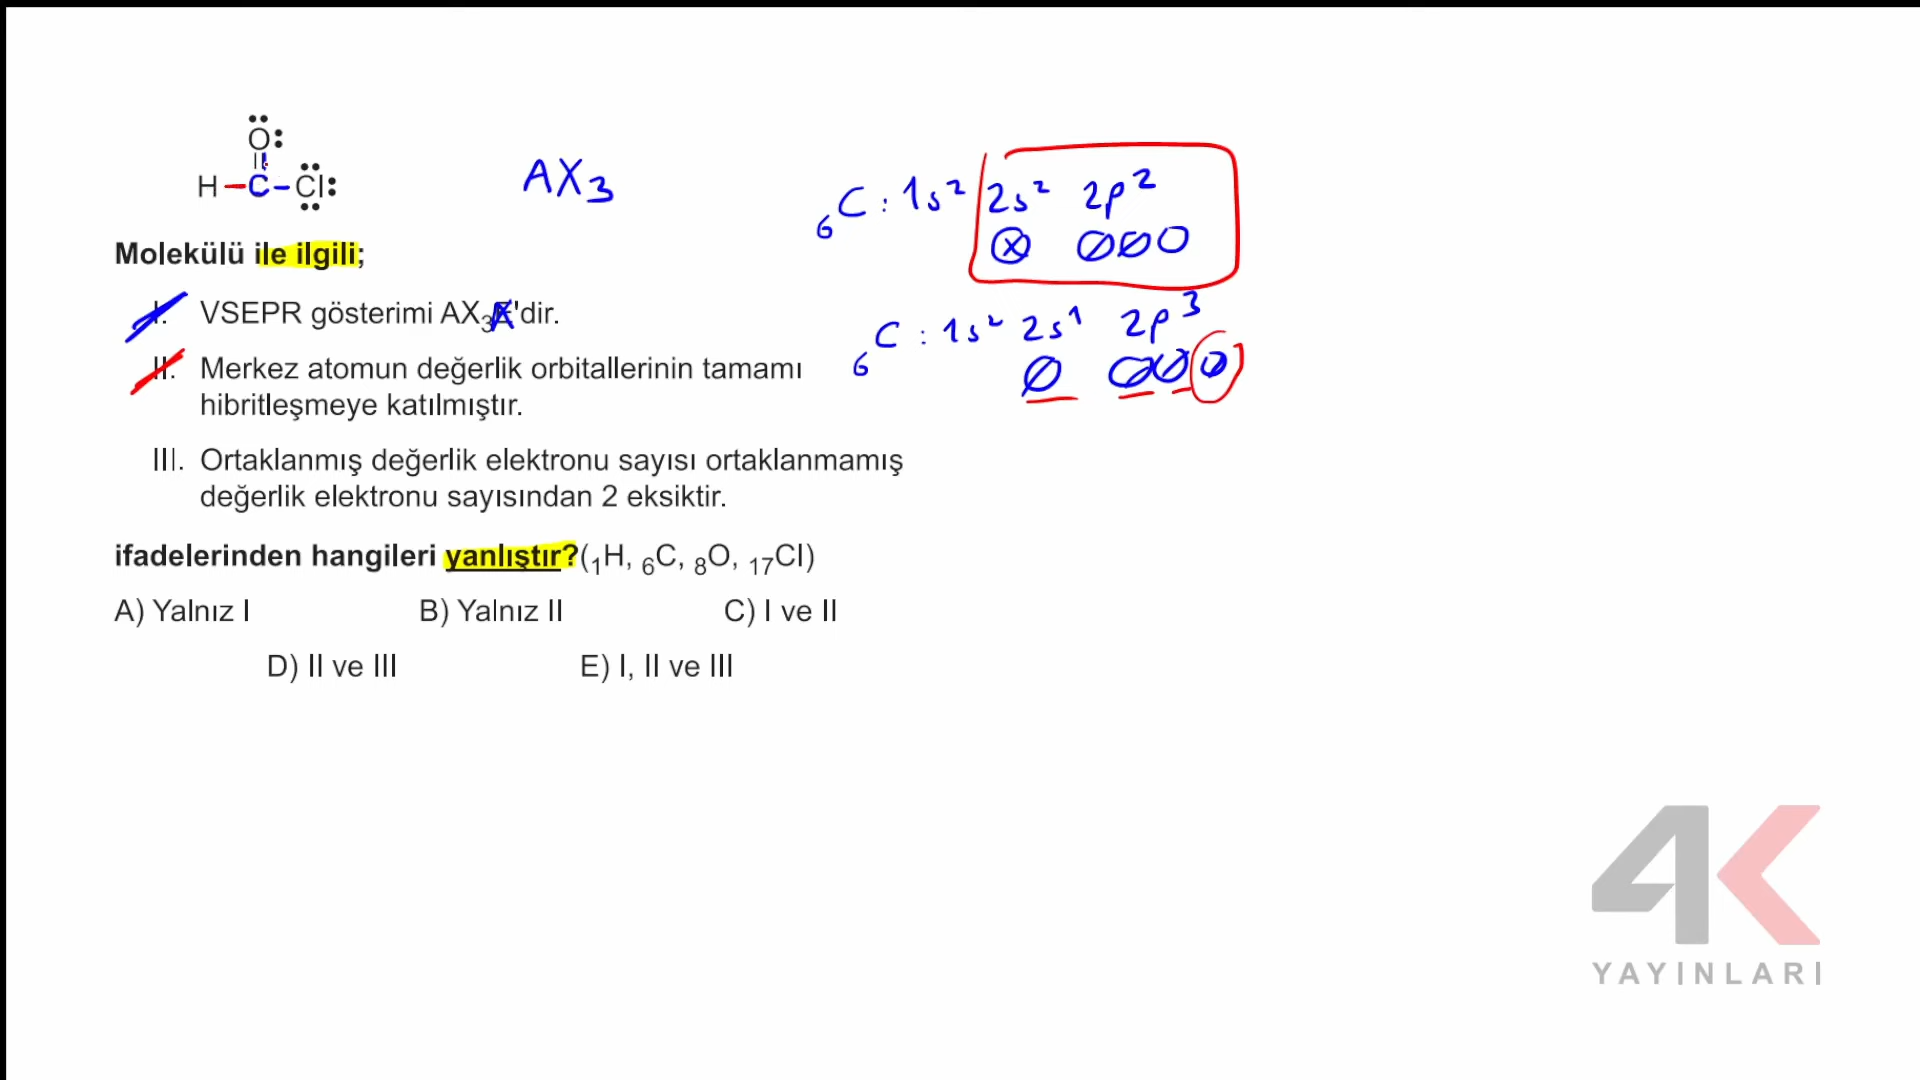 O
H–C–Cl
AX₃
₆C : 1s² 2s² 2p²
Molekülü ile ilgili;
I. VSEPR gösterimi AX₃E'dir.
₆C : 1s² 2s¹ 2p³
II. Merkez atomun değerlik orbitallerinin tamamı
hibritleşmeye katılmıştır.
III. Ortaklanmış değerlik elektronu sayısı ortaklanmamış
değerlik elektronu sayısından 2 eksiktir.
ifadelerinden hangileri yanlıştır?(₁H, ₆C, ₈O, ₁₇Cl)
A) Yalnız I B) Yalnız II C) I ve II
D) II ve III E) I, II ve III
4K
YAYINLARI